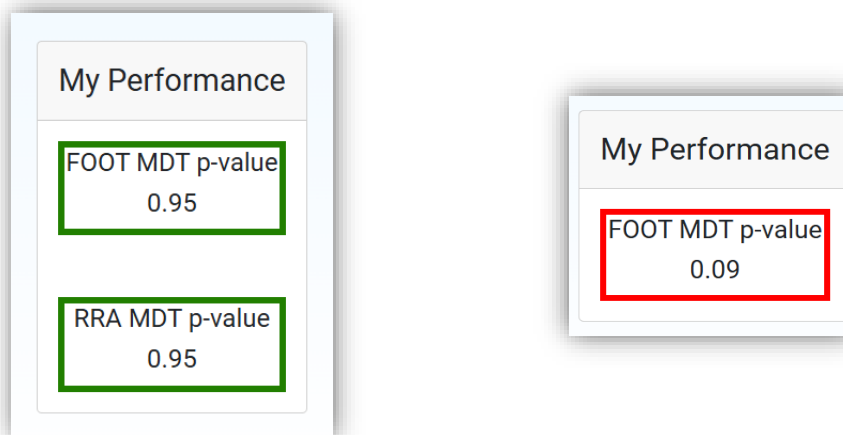 My Performance
FOOT MDT p-value
0.95
RRA MDT p-value
0.95
My Performance
FOOT MDT p-value
0.09